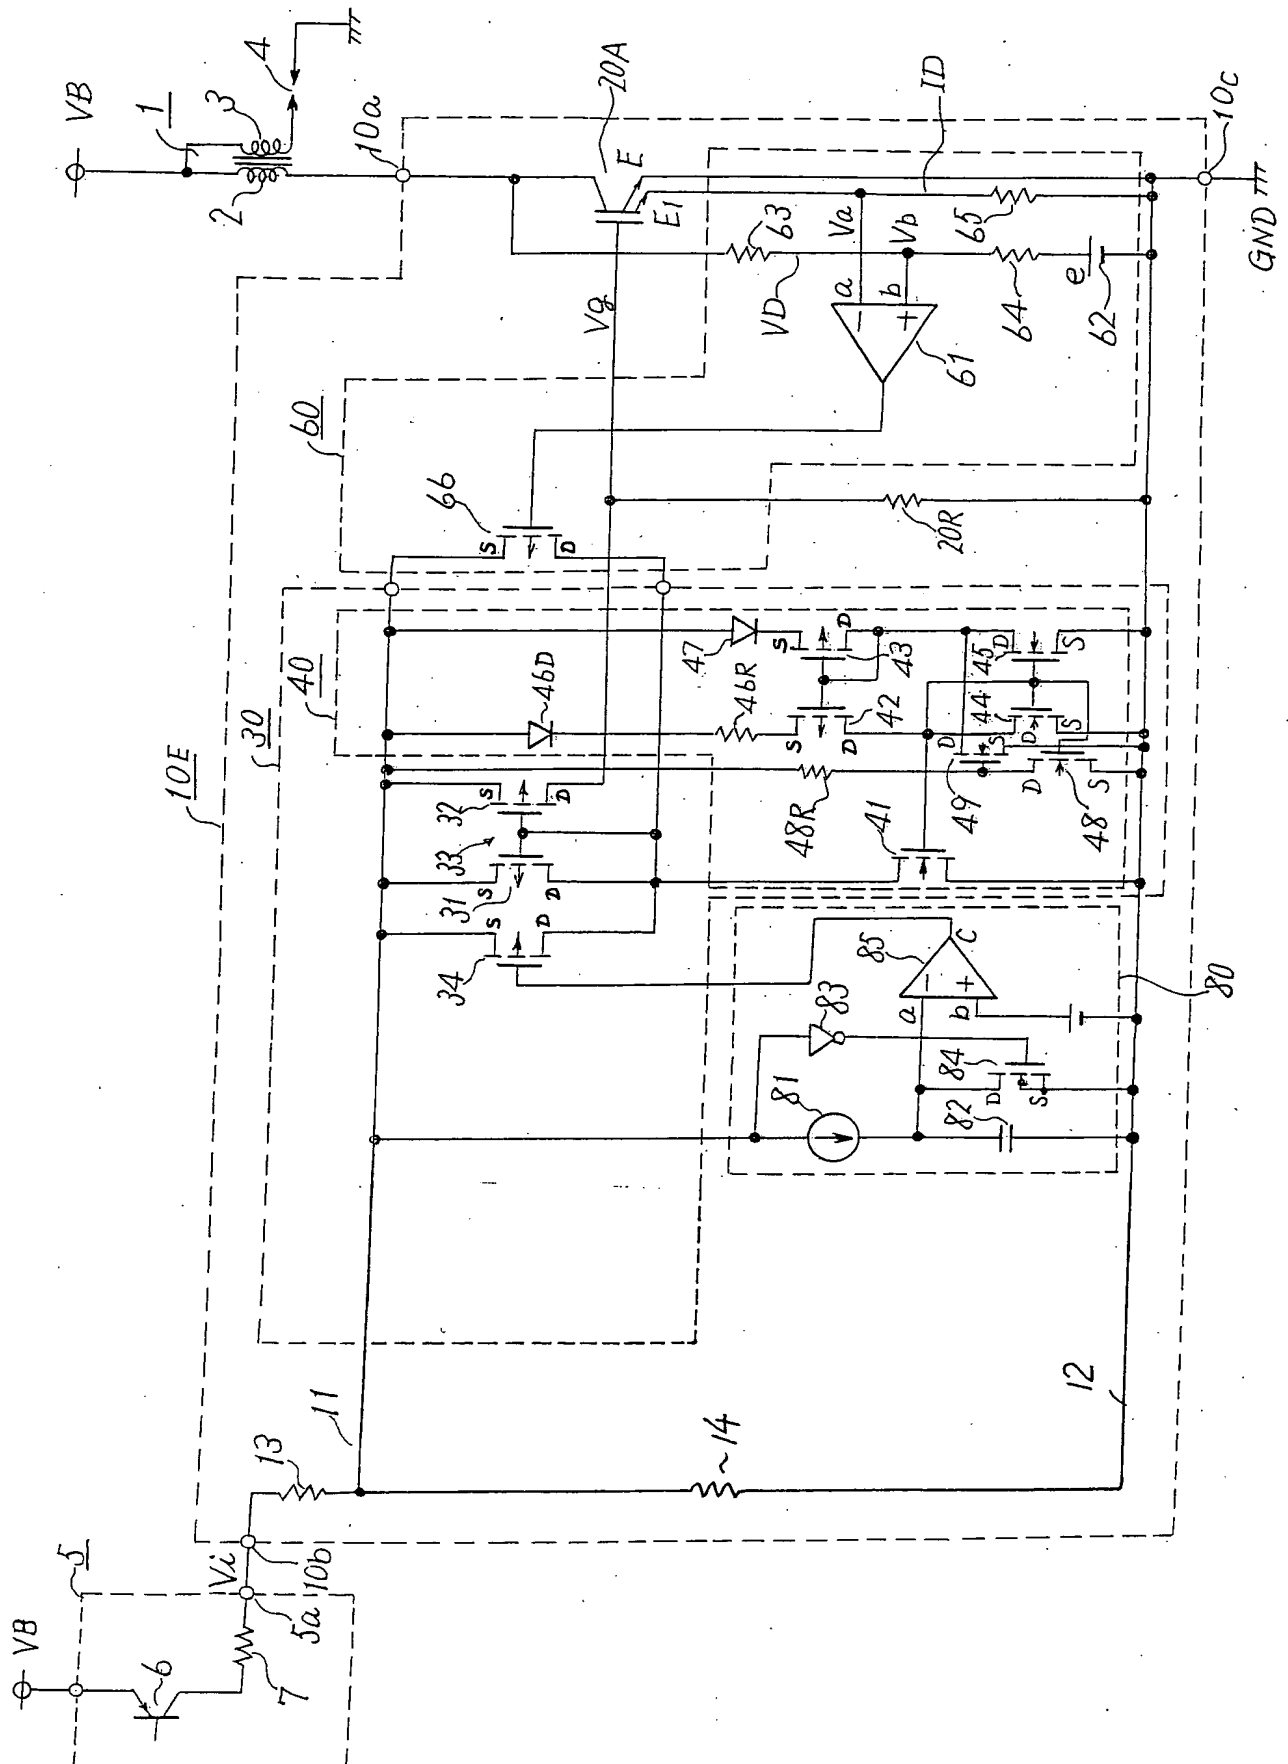 VB
6
7
5
5a
Vi
10b
13
11
~14
12
10E
30
40
60
34
31
33
32
S
D
S
D
S
D
66
S
D
46D
47
46R
S
D
42
S
D
43
48R
41
49
D
S
D
44
S
D
45
S
D
48
S
81
82
83
84
D
S
85
a
b
c
80
20R
Vg
VB
1
2
3
4
10a
20A
E
E1
63
VD
Va
Vb
a
b
61
ID
65
64
e
62
10c
GND